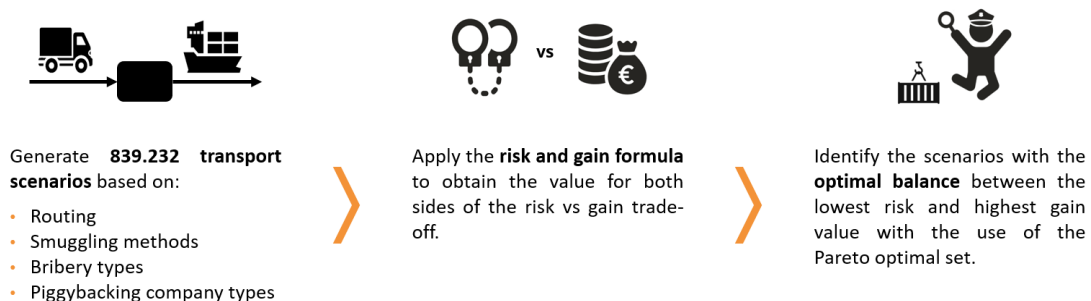 vs
€
Generate 839.232 transport
scenarios based on:
• Routing
• Smuggling methods
• Bribery types
• Piggybacking company types
Apply the risk and gain formula
to obtain the value for both
sides of the risk vs gain trade-
off.
Identify the scenarios with the
optimal balance between the
lowest risk and highest gain
value with the use of the
Pareto optimal set.